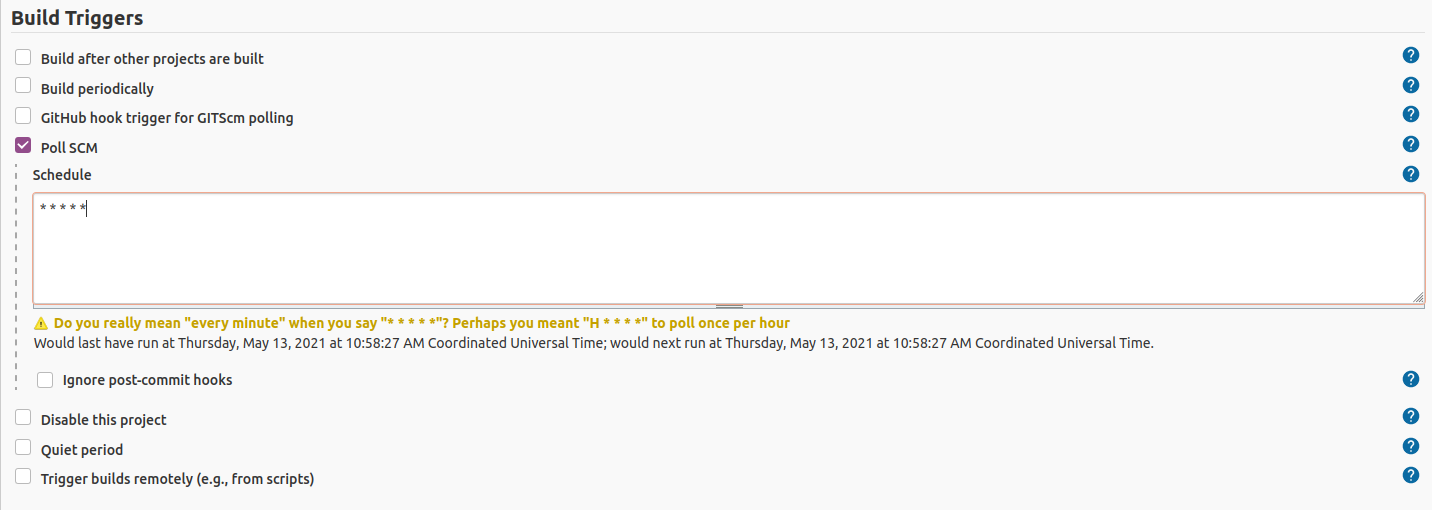 Build Triggers
Build after other projects are built
Build periodically
GitHub hook trigger for GITScm polling
Poll SCM
Schedule
* * * * *
Do you really mean "every minute" when you say "* * * * *"? Perhaps you meant "H * * * *" to poll once per hour
Would last have run at Thursday, May 13, 2021 at 10:58:27 AM Coordinated Universal Time; would next run at Thursday, May 13, 2021 at 10:58:27 AM Coordinated Universal Time.
Ignore post-commit hooks
Disable this project
Quiet period
Trigger builds remotely (e.g., from scripts)